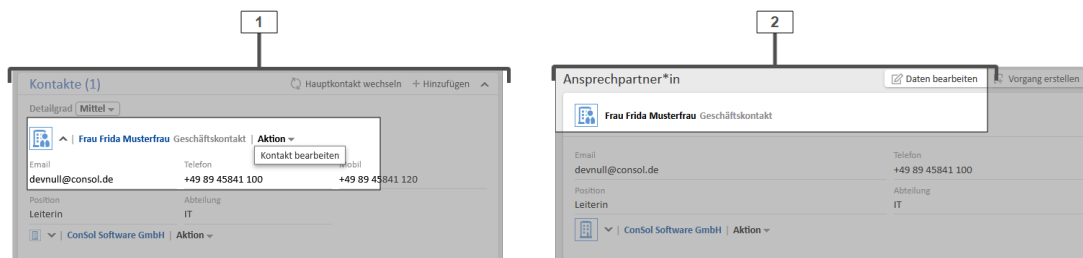 1
Kontakte (1) Hauptkontakt wechseln + Hinzufügen
Detailgrad Mittel
| Frau Frida Musterfrau Geschäftskontakt | Aktion
Kontakt bearbeiten
Email Telefon Mobil
devnull@consol.de +49 89 45841 100 +49 89 45841 120
Position Abteilung
Leiterin IT
| ConSol Software GmbH | Aktion
2
Ansprechpartner*in Daten bearbeiten Vorgang erstellen
Frau Frida Musterfrau Geschäftskontakt
Email Telefon
devnull@consol.de +49 89 45841 100
Position Abteilung
Leiterin IT
| ConSol Software GmbH | Aktion